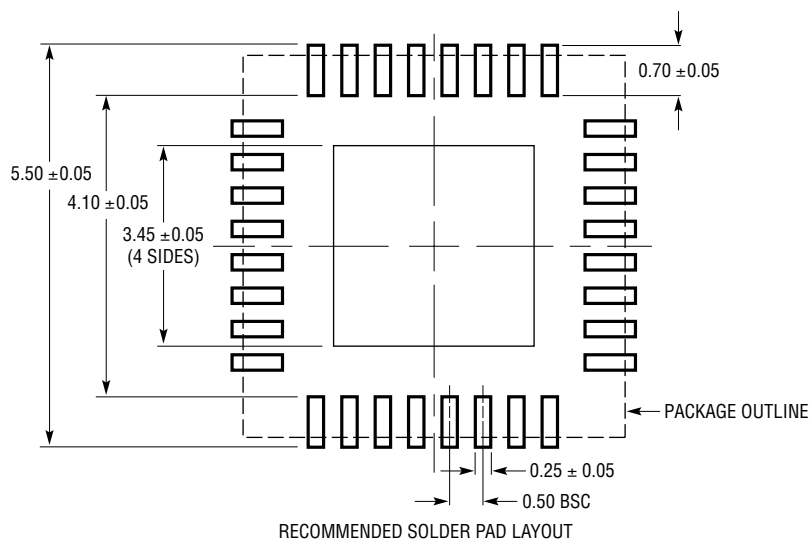 0.70 ±0.05
5.50 ±0.05
4.10 ±0.05
3.45 ±0.05
(4 SIDES)
PACKAGE OUTLINE
0.25 ± 0.05
0.50 BSC
RECOMMENDED SOLDER PAD LAYOUT